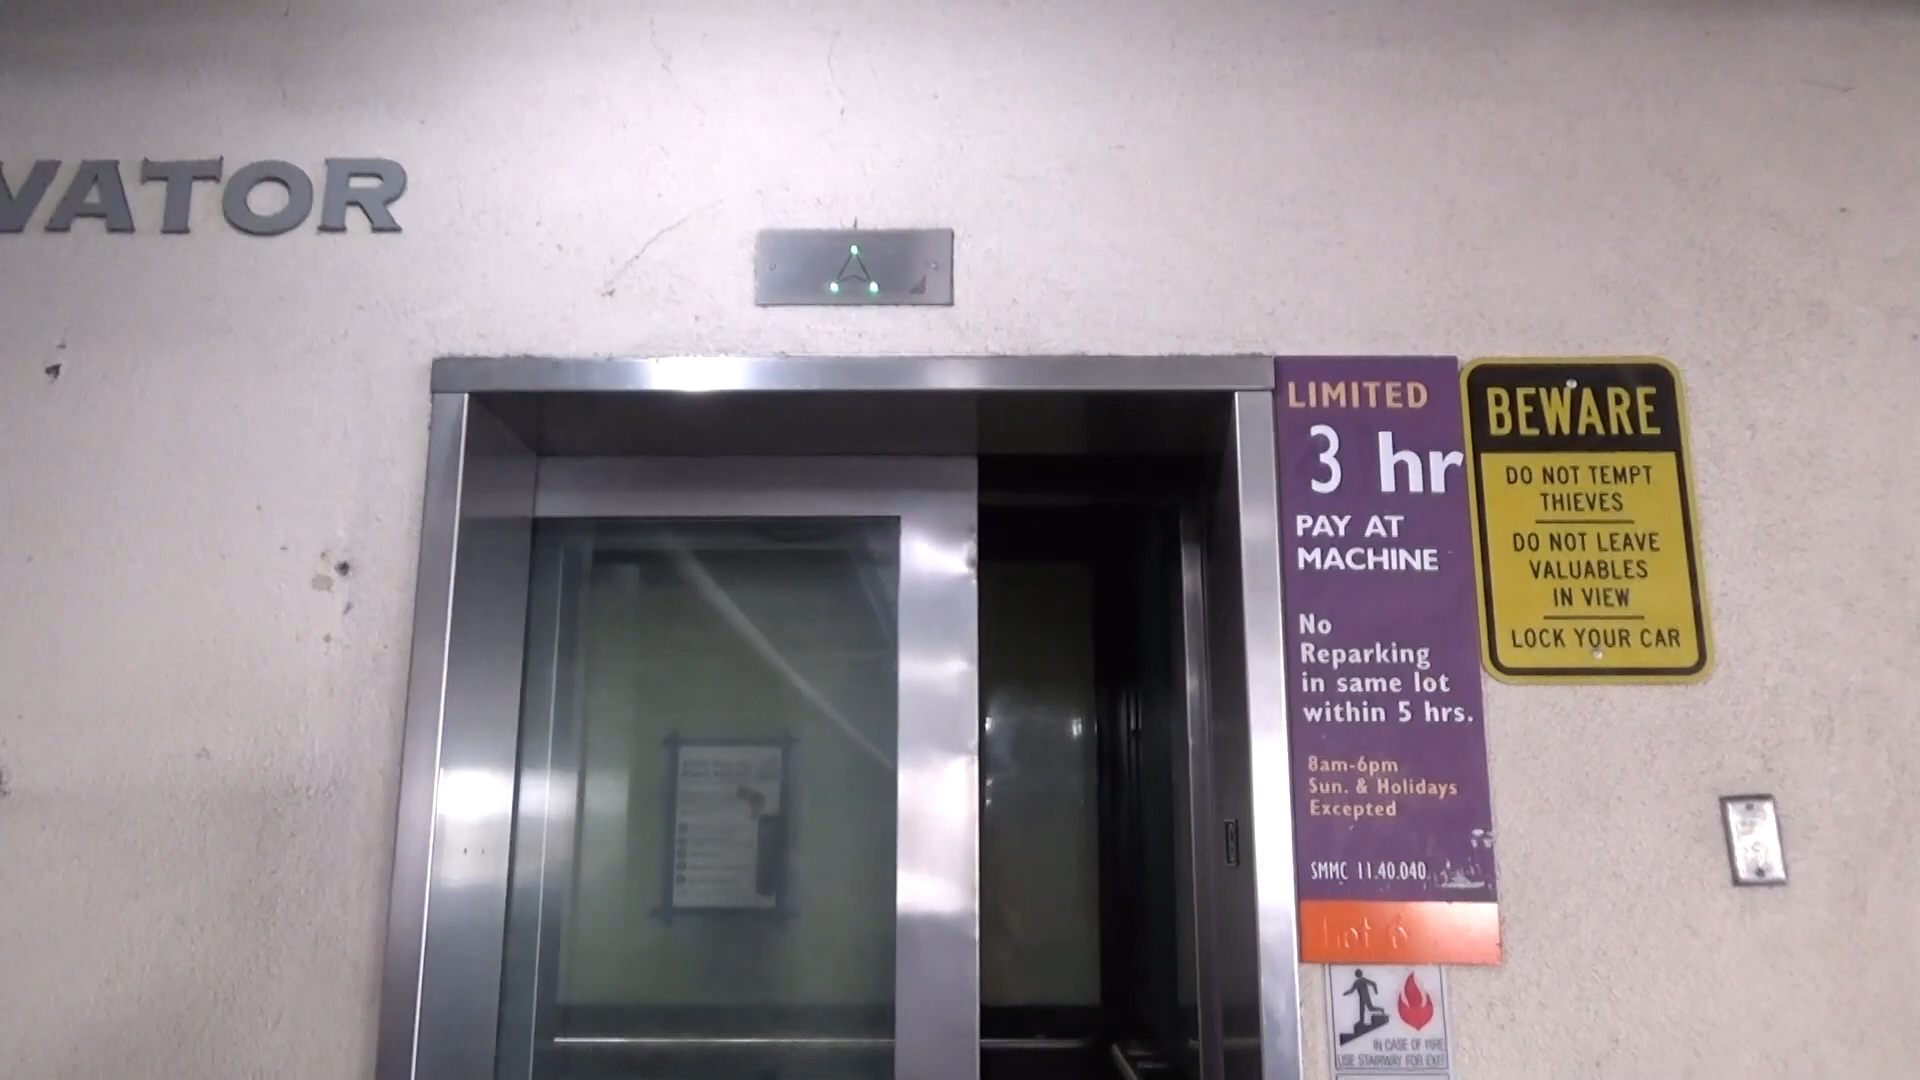 VATOR
LIMITED
3 hr
PAY AT
MACHINE
No
Reparking
in same lot
within 5 hrs.
8am-6pm
Sun. & Holidays
Excepted
SMMC 11.40.040
Lot 6
BEWARE
DO NOT TEMPT
THIEVES
DO NOT LEAVE
VALUABLES
IN VIEW
LOCK YOUR CAR
IN CASE OF FIRE
USE STAIRWAY FOR EXIT